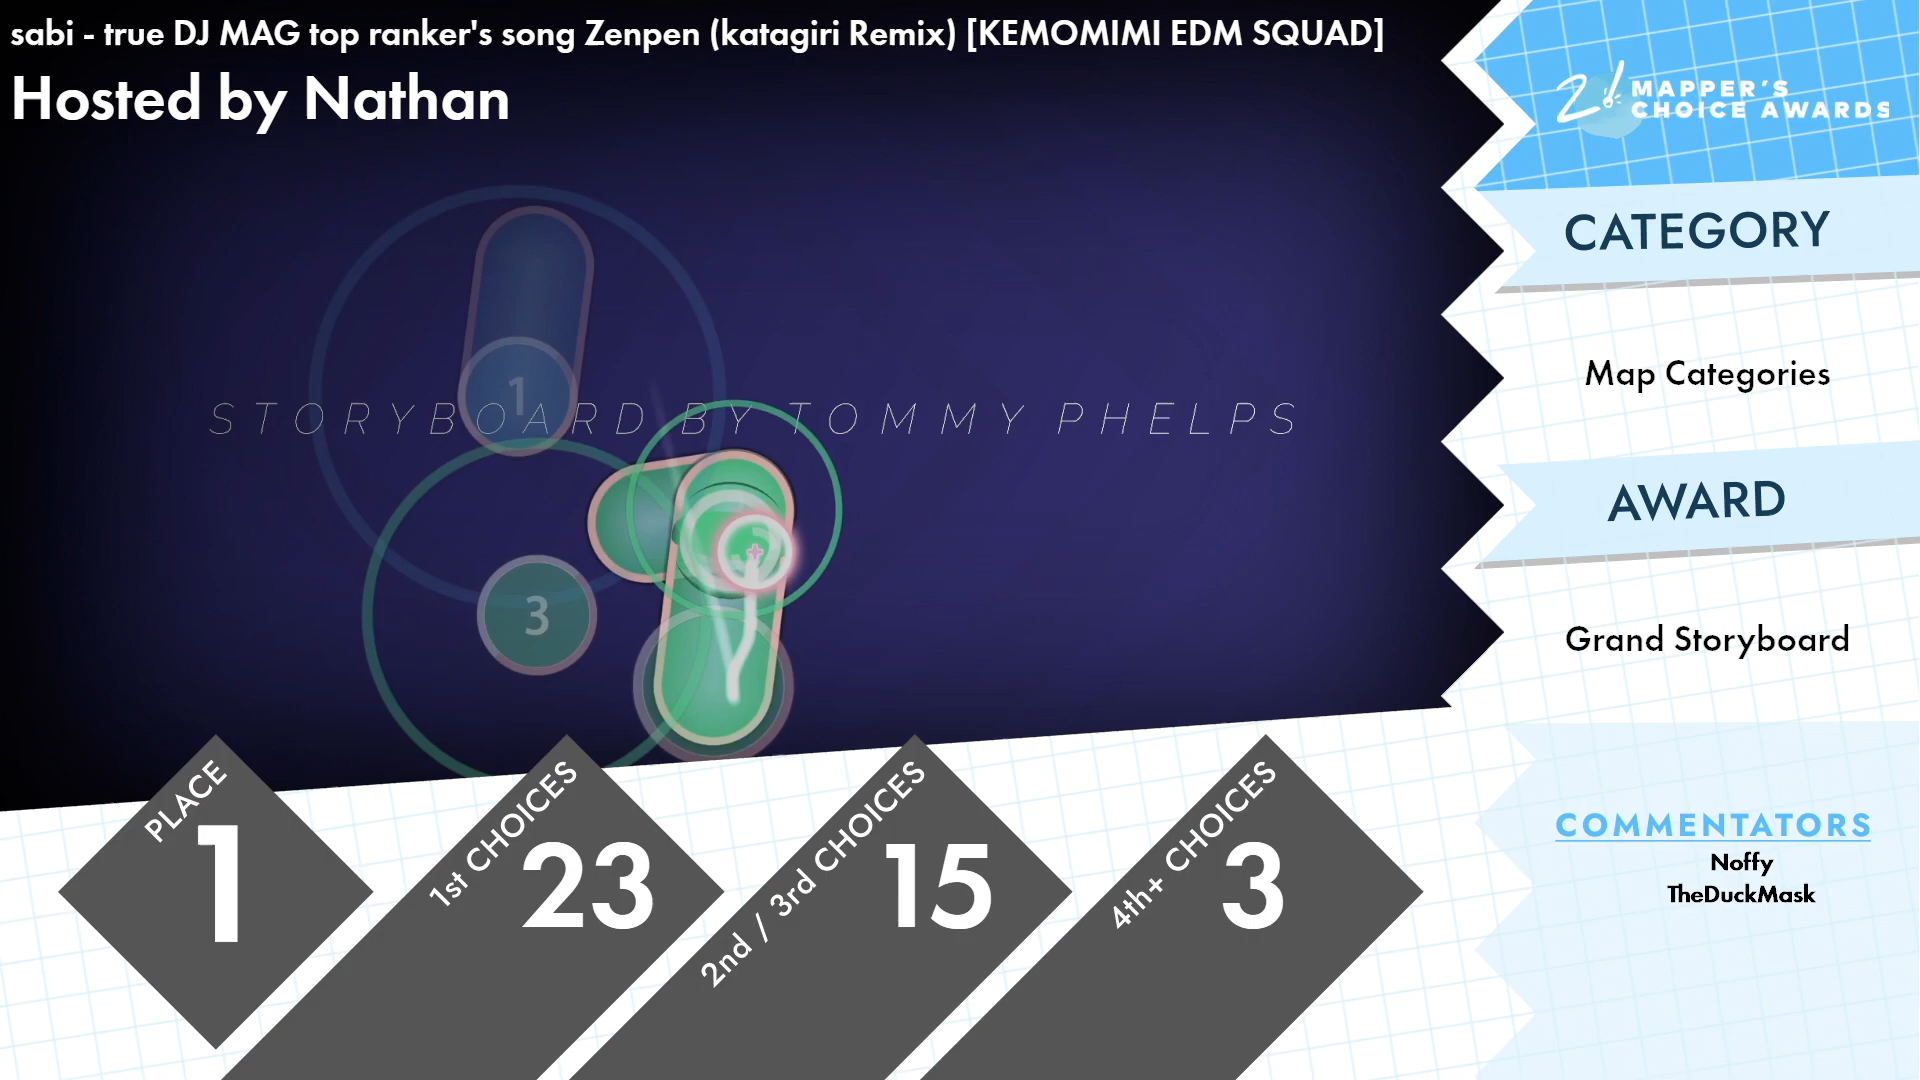 sabi - true DJ MAG top ranker's song Zenpen (katagiri Remix) [KEMOMIMI EDM SQUAD]
Hosted by Nathan
MAPPER'S
CHOICE AWARDS
CATEGORY
Map Categories
AWARD
Grand Storyboard
1
STORYBOARD BY TOMMY PHELPS
3
PLACE
1
1st CHOICES
23
2nd / 3rd CHOICES
15
4th+ CHOICES
3
COMMENTATORS
Noffy
TheDuckMask